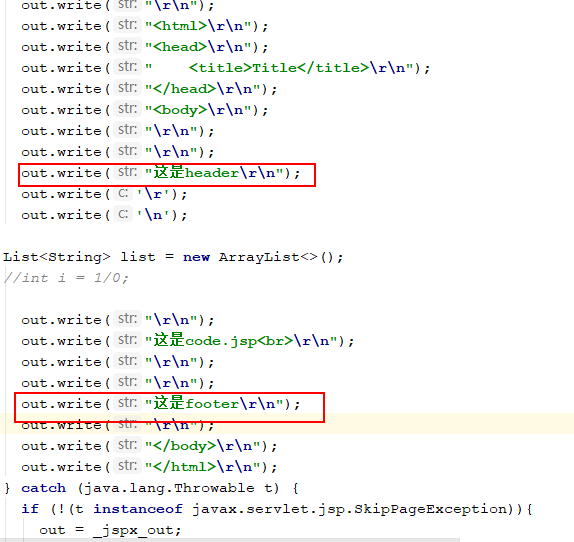 out.write( str: "\r\n");
out.write( str: "<html>\r\n");
out.write( str: "<head>\r\n");
out.write( str: "    <title>Title</title>\r\n");
out.write( str: "</head>\r\n");
out.write( str: "<body>\r\n");
out.write( str: "\r\n");
out.write( str: "\r\n");
out.write( str: "这是header\r\n");
out.write( c: '\r');
out.write( c: '\n');
List<String> list = new ArrayList<>();
//int i = 1/0;
out.write( str: "\r\n");
out.write( str: "这是code.jsp<br>\r\n");
out.write( str: "\r\n");
out.write( str: "\r\n");
out.write( str: "这是footer\r\n");
out.write( str: "\r\n");
out.write( str: "</body>\r\n");
out.write( str: "</html>\r\n");
} catch (java.lang.Throwable t) {
if (!(t instanceof javax.servlet.jsp.SkipPageException)){
out = _jspx_out;